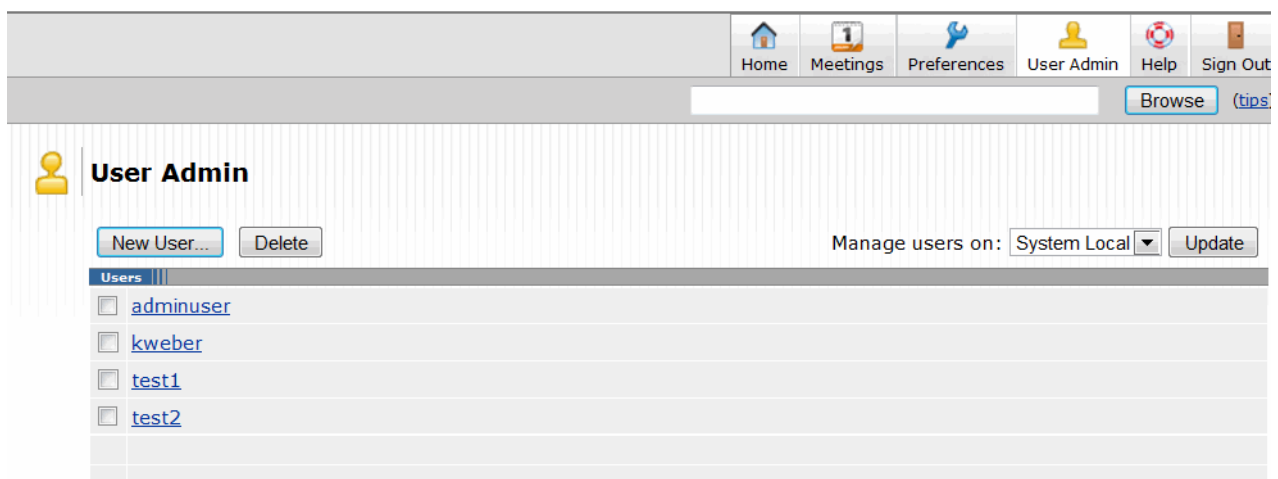 1
Home Meetings Preferences User Admin Help Sign Out
Browse (tips)
User Admin
New User... Delete Manage users on: System Local Update
Users
adminuser
kweber
test1
test2